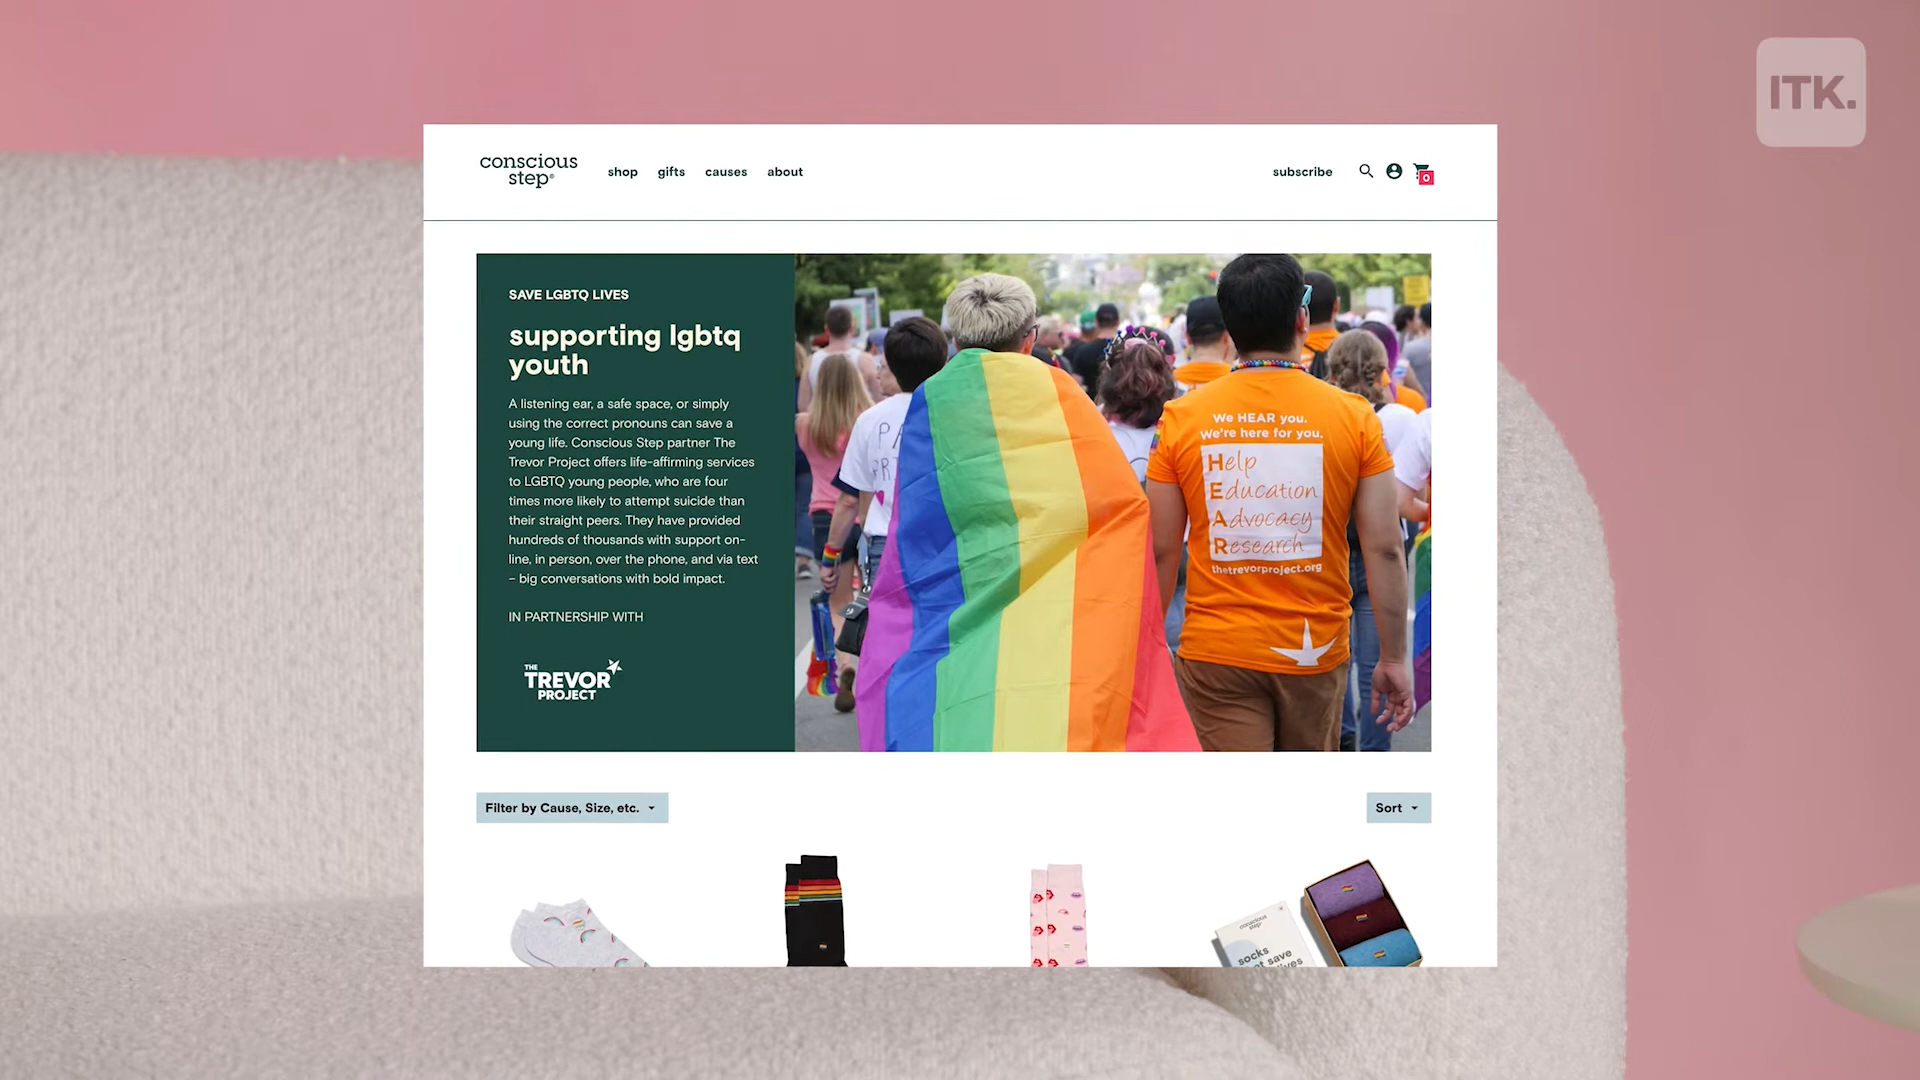 ITK.
conscious
step®
shop gifts causes about
subscribe
0
SAVE LGBTQ LIVES
supporting lgbtq
youth
A listening ear, a safe space, or simply
using the correct pronouns can save a
young life. Conscious Step partner The
Trevor Project offers life-affirming services
to LGBTQ young people, who are four
times more likely to attempt suicide than
their straight peers. They have provided
hundreds of thousands with support on-
line, in person, over the phone, and via text
– big conversations with bold impact.
IN PARTNERSHIP WITH
THE
TREVOR
PROJECT
We HEAR you.
We're here for you.
Help
Education
Advocacy
Research
thetrevorproject.org
Filter by Cause, Size, etc.
Sort
conscious
step
socks
save